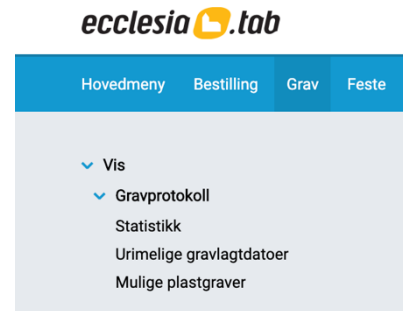 ecclesia.tab
Hovedmeny Bestilling Grav Feste
Vis
Gravprotokoll
Statistikk
Urimelige gravlagtdatoer
Mulige plastgraver